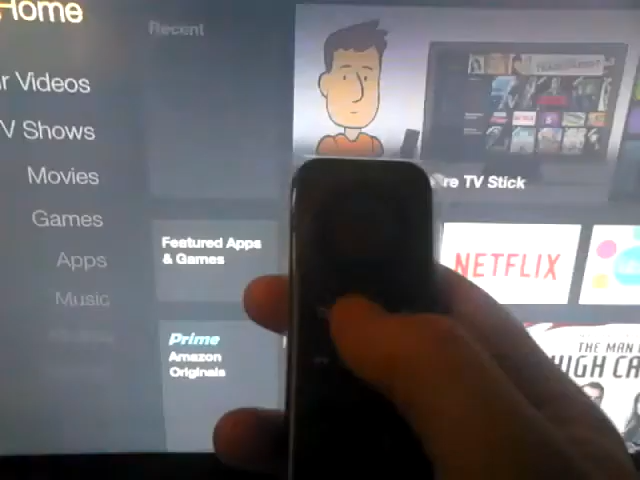 Home
Recent
r Videos
V Shows
Movies
Games
Apps
Music
re TV Stick
Featured Apps
& Games
NETFLIX
Prime
Amazon
Originals
THE MAN
HIGH CA